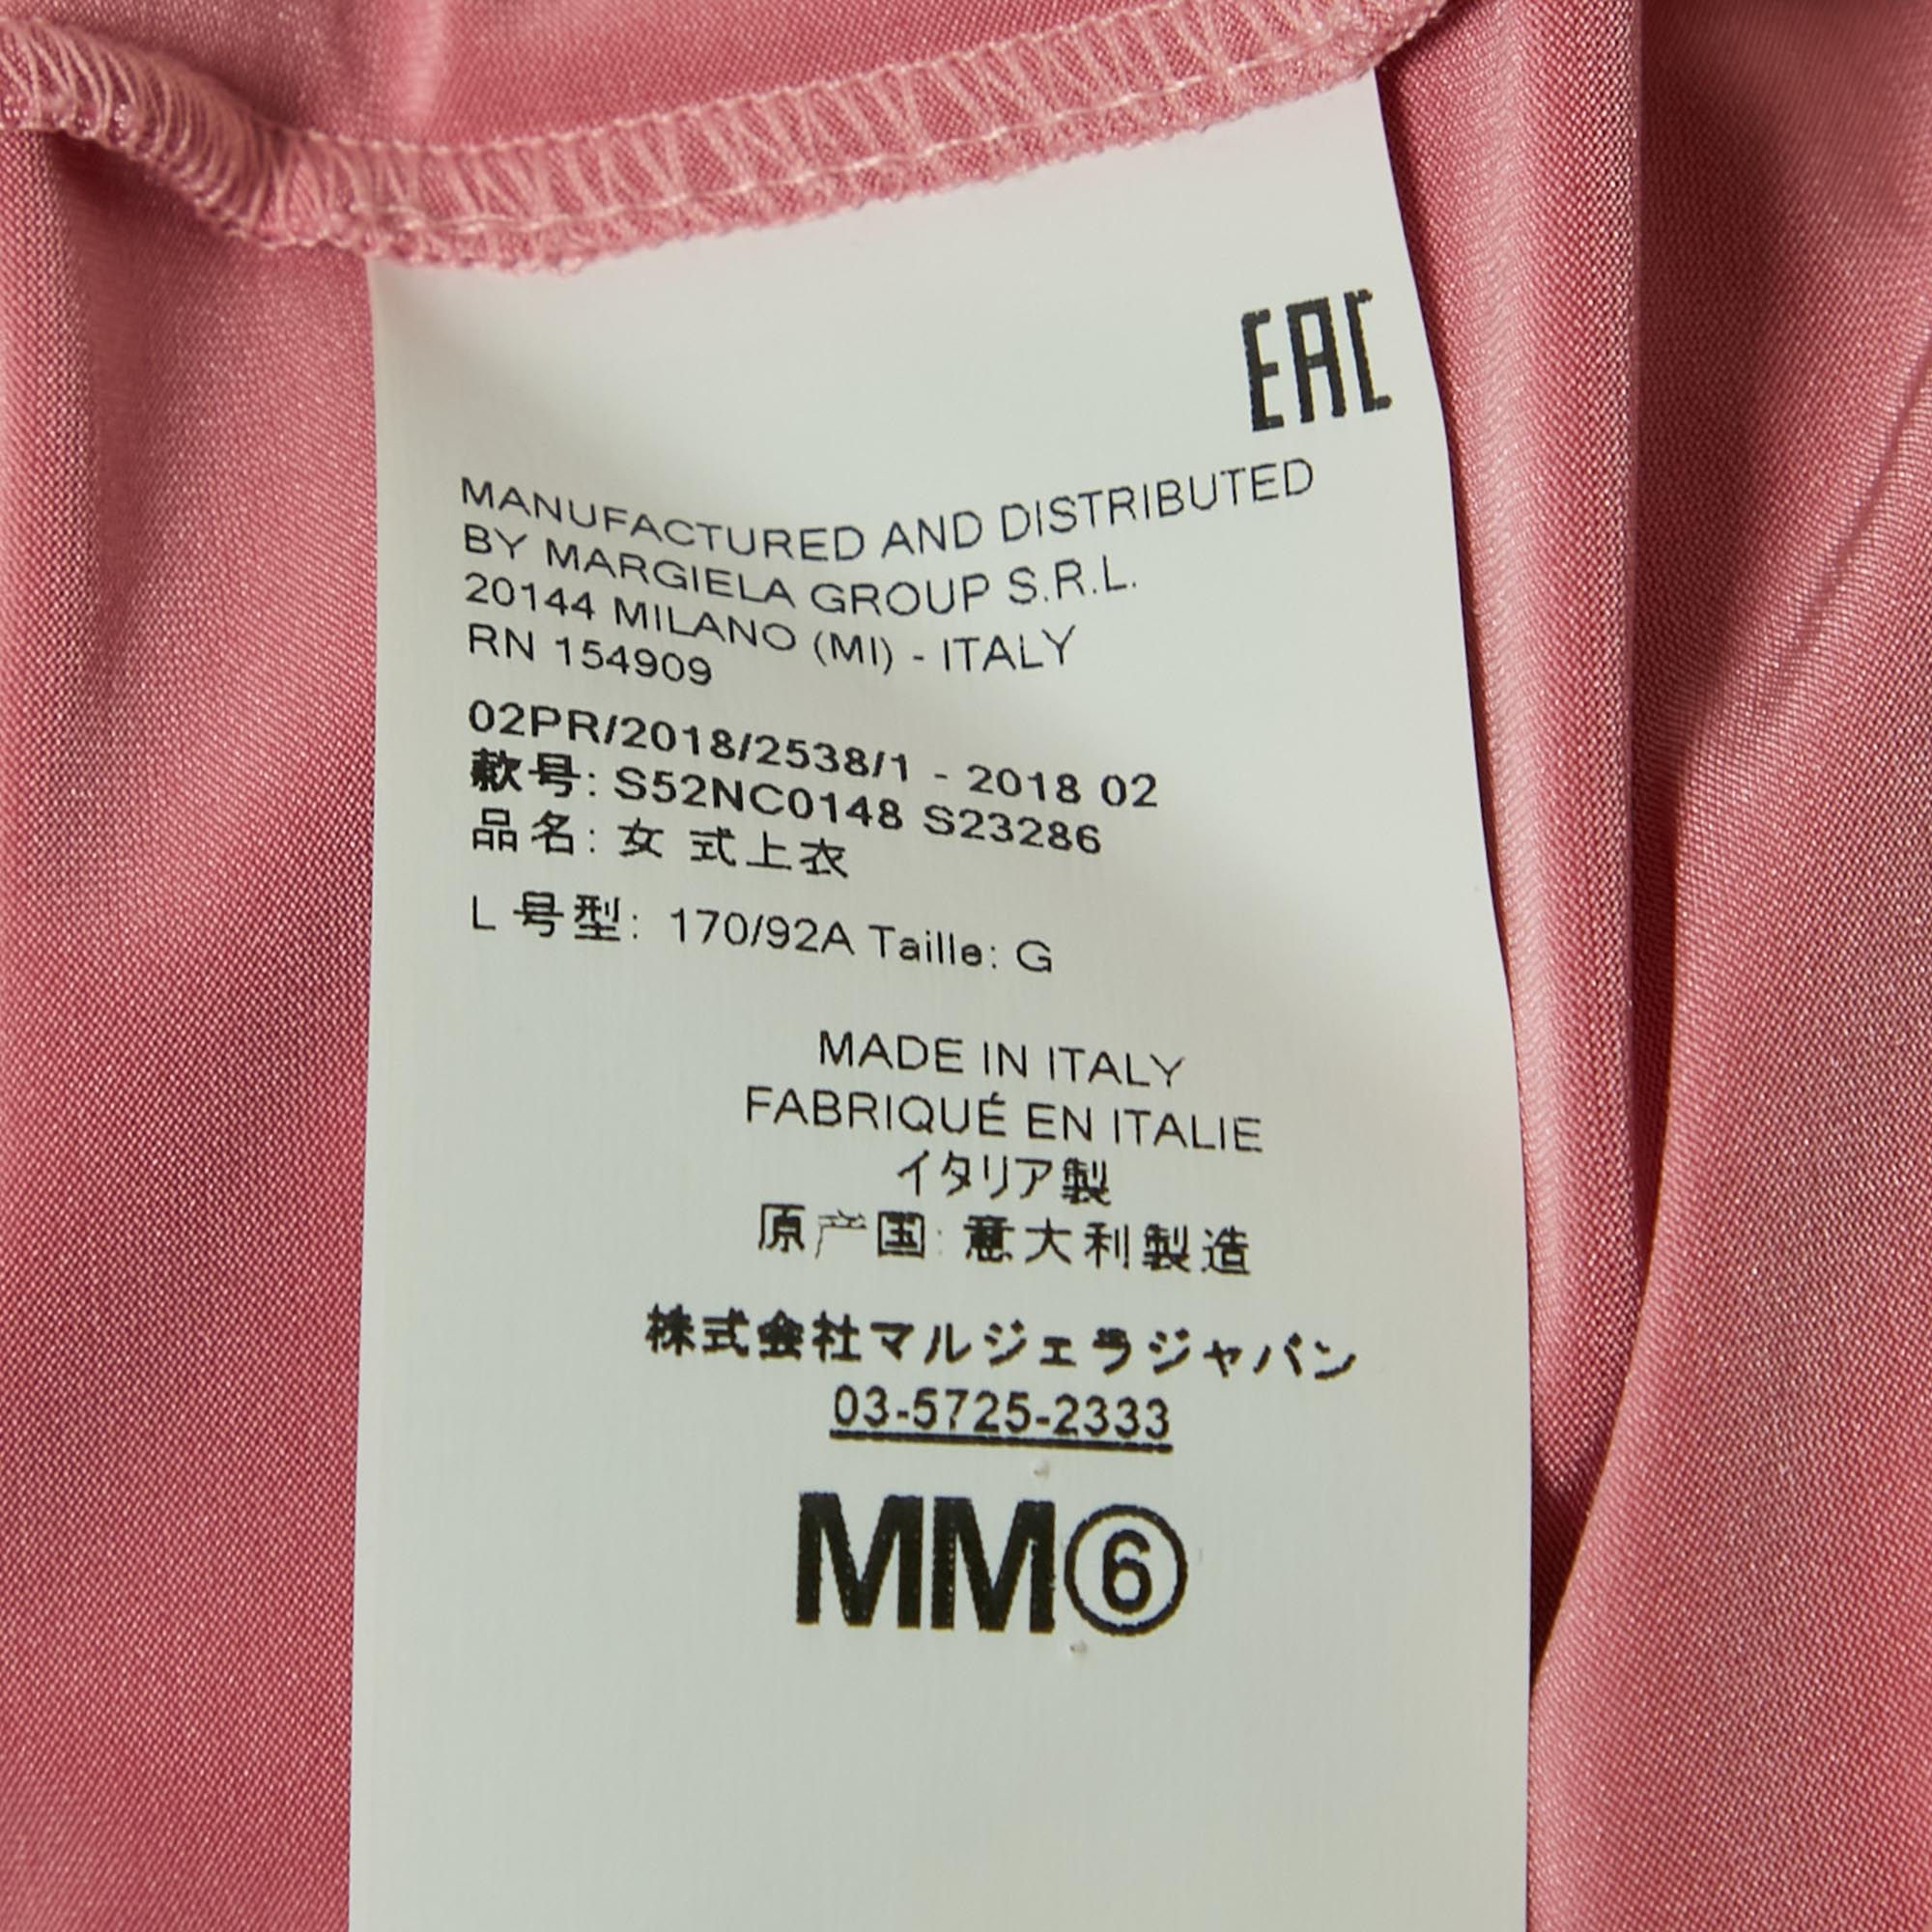 EAC
MANUFACTURED AND DISTRIBUTED
BY MARGIELA GROUP S.R.L.
20144 MILANO (MI) - ITALY
RN 154909
02PR/2018/2538/1 - 2018 02
款号: S52NC0148 S23286
品名: 女 式上衣
L 号型: 170/92A Taille: G
MADE IN ITALY
FABRIQUÉ EN ITALIE
イタリア製
原产国: 意大利製造
株式会社マルジェラジャパン
03-5725-2333
MM⑥